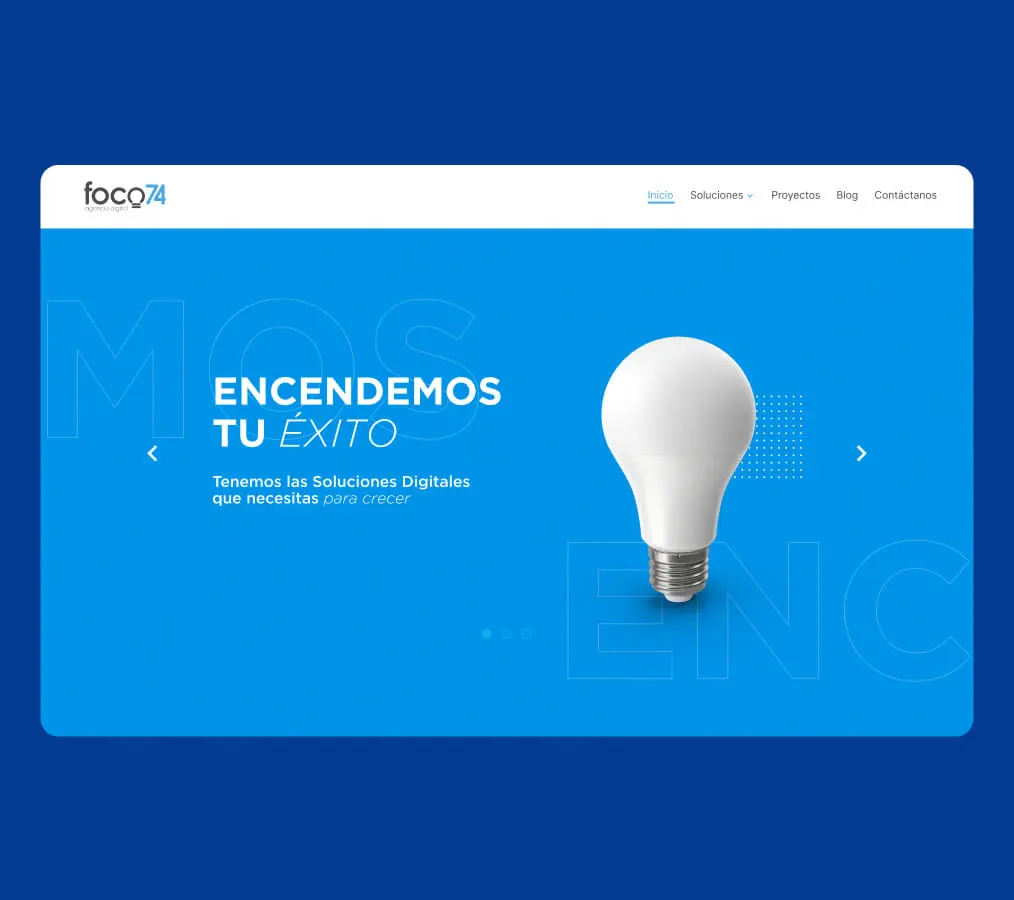 foco74
agencia digital
Inicio Soluciones Proyectos Blog Contáctanos
MOS
ENCENDEMOS
TU ÉXITO
Tenemos las Soluciones Digitales
que necesitas para crecer
ENC